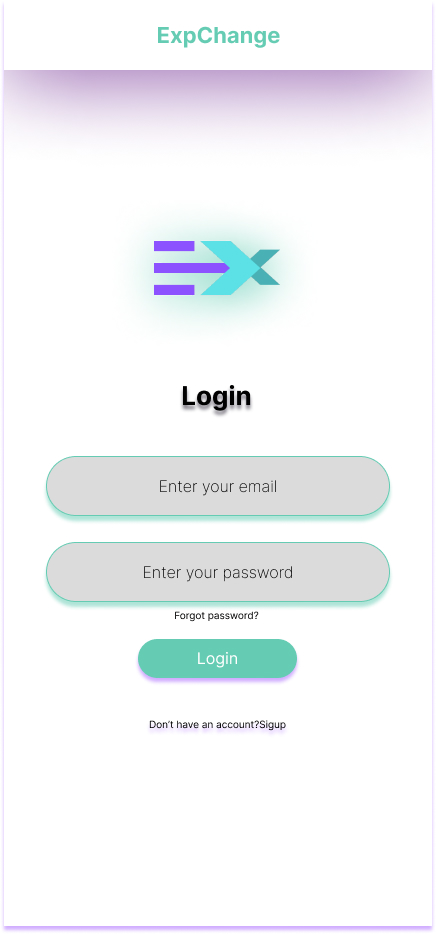 ExpChange
Login
Enter your email
Enter your password
Forgot password?
Login
Don't have an account?Sigup